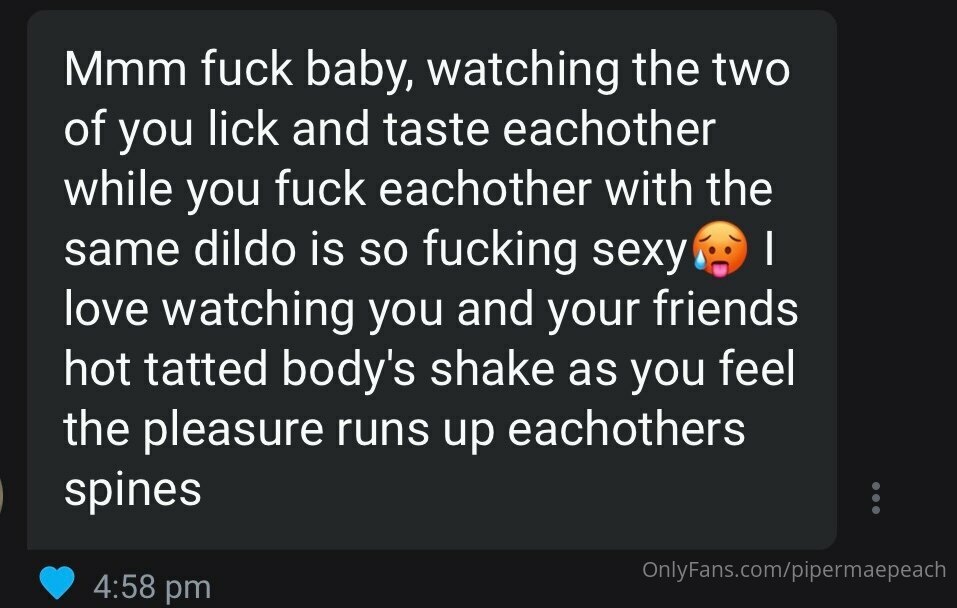 Mmm fuck baby, watching the two
of you lick and taste eachother
while you fuck eachother with the
same dildo is so fucking sexy🥵 I
love watching you and your friends
hot tatted body's shake as you feel
the pleasure runs up eachothers
spines
💙 4:58 pm
OnlyFans.com/pipermaepeach